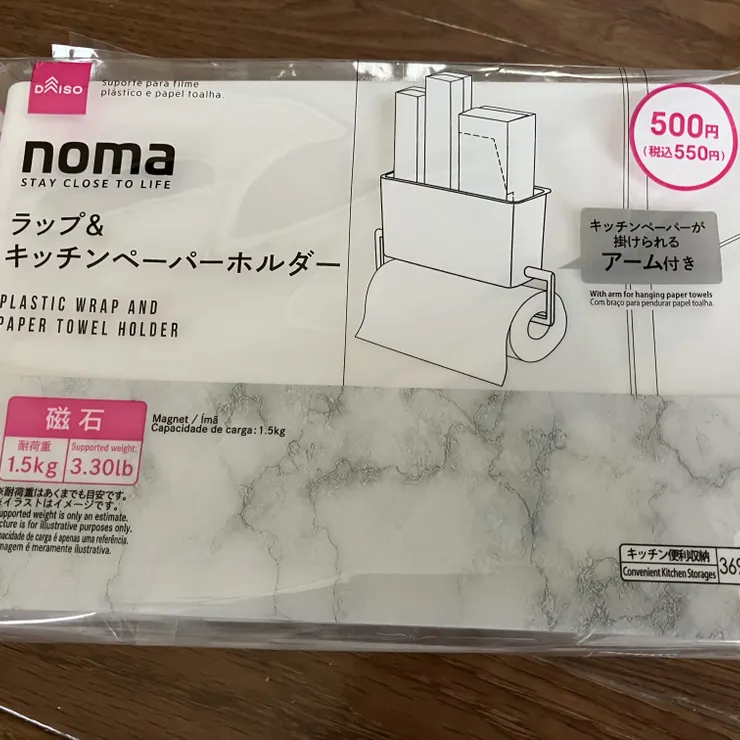 DAISO
Suporte para filme
plástico e papel toalha.
noma
STAY CLOSE TO LIFE
ラップ&
キッチンペーパーホルダー
PLASTIC WRAP AND
PAPER TOWEL HOLDER
500円
(税込550円)
キッチンペーパーが
掛けられる
アーム付き
With arm for hanging paper towels
Com braço para pendurar papel toalha.
磁石
耐荷重
1.5kg
Supported weight:
3.30lb
Magnet / Ímã
Capacidade de carga: 1.5kg
※耐荷重はあくまでも目安です。
※イラストはイメージです。
upported weight is only an estimate.
cture is for illustrative purposes only.
pacidade de carga é apenas uma referência.
magem é meramente ilustrativa.
キッチン便利収納
Convenient Kitchen Storages
369